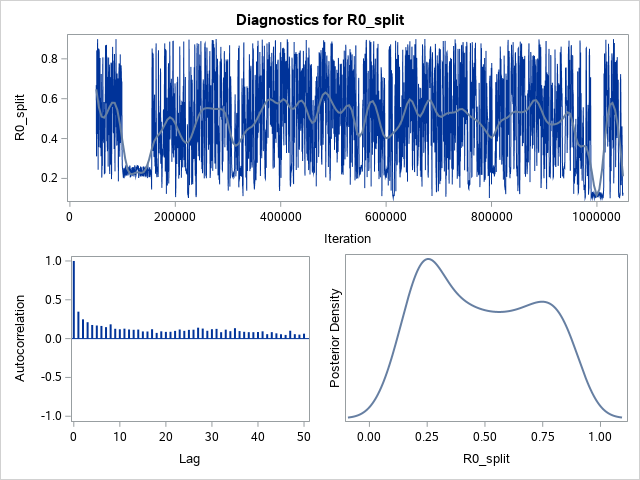 Diagnostics for R0_split
R0_split
0.8
0.6
0.4
0.2
0 200000 400000 600000 800000 1000000
Iteration
Autocorrelation
1.0
0.5
0.0
-0.5
-1.0
0 10 20 30 40 50
Lag
Posterior Density
0.00 0.25 0.50 0.75 1.00
R0_split